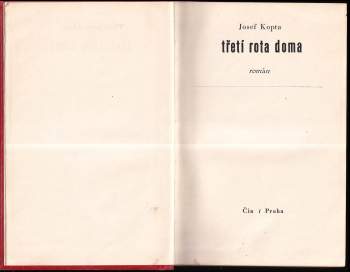 Josef Kopta
třetí rota doma
román
Čin / Praha